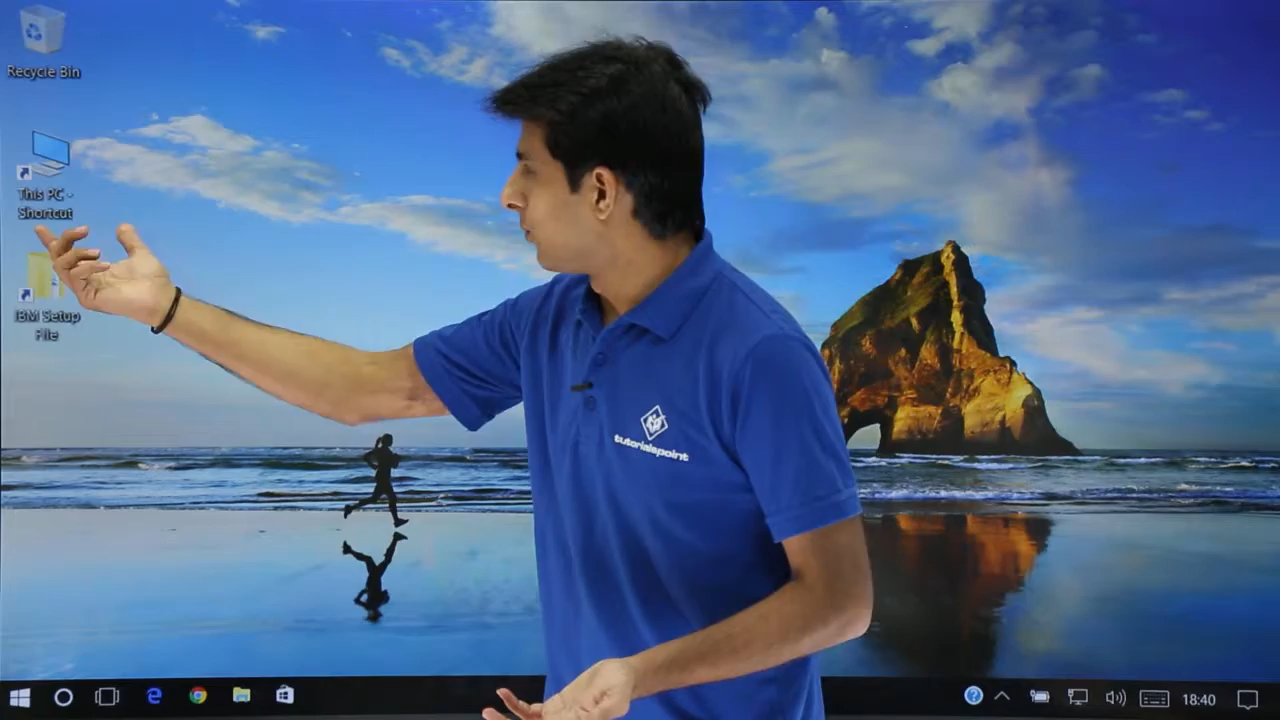 Recycle Bin
This PC -
Shortcut
IBM Setup
File
tutorialspoint
18:40